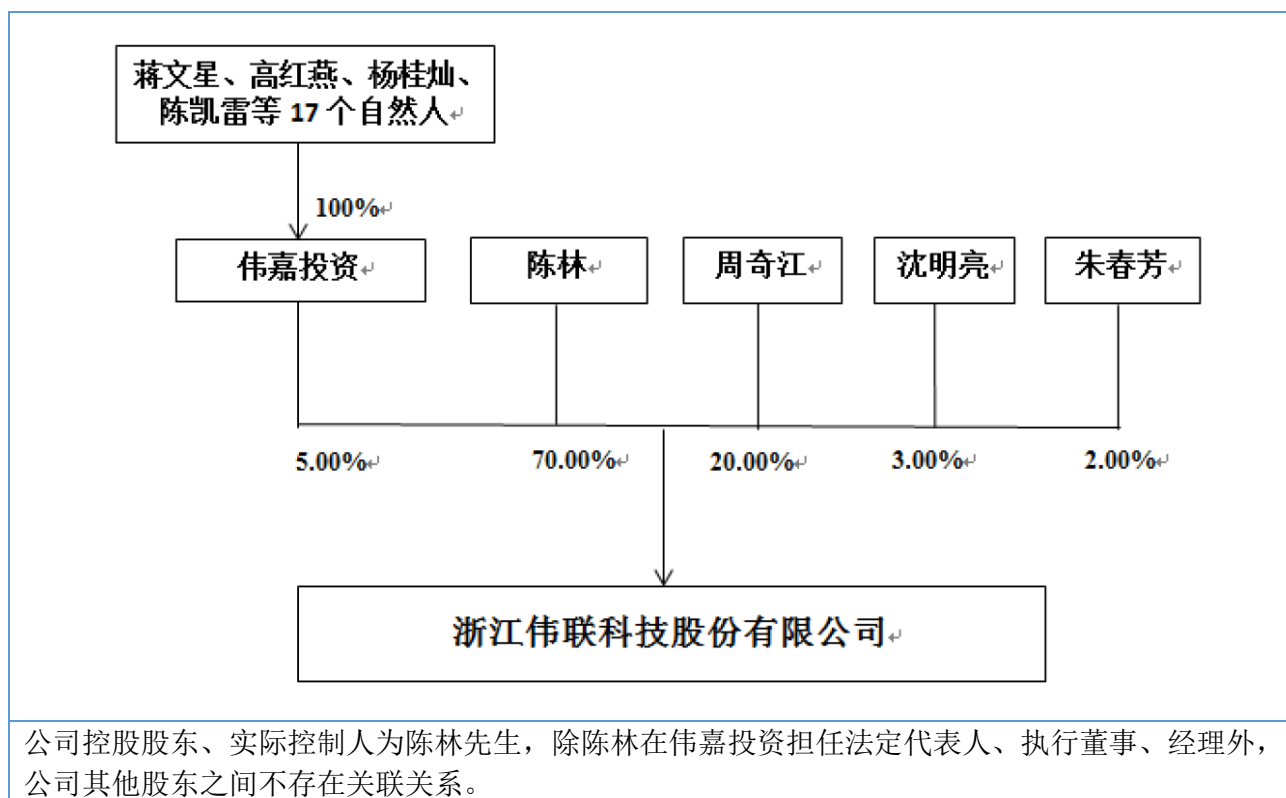 蒋文星、高红燕、杨桂灿、
陈凯雷等 17 个自然人↵
100%↵
伟嘉投资↵
陈林↵
周奇江↵
沈明亮↵
朱春芳↵
5.00%↵
70.00%↵
20.00%↵
3.00%↵
2.00%↵
浙江伟联科技股份有限公司↵
公司控股股东、实际控制人为陈林先生，除陈林在伟嘉投资担任法定代表人、执行董事、经理外，
公司其他股东之间不存在关联关系。